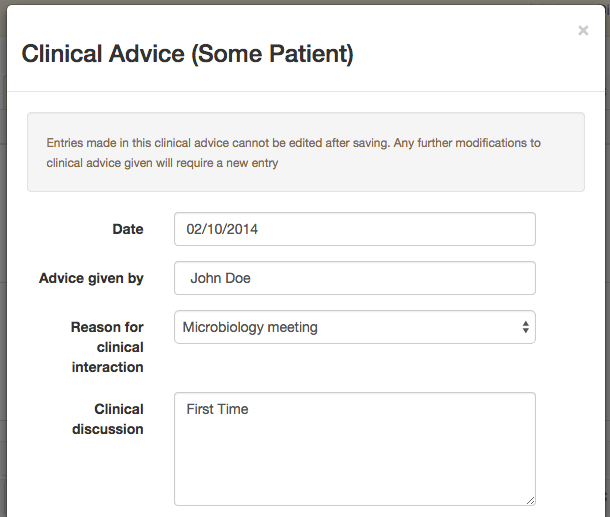 ×
Clinical Advice (Some Patient)
Entries made in this clinical advice cannot be edited after saving. Any further modifications to
clinical advice given will require a new entry
Date
02/10/2014
Advice given by
John Doe
Reason for
clinical
interaction
Microbiology meeting
Clinical
discussion
First Time